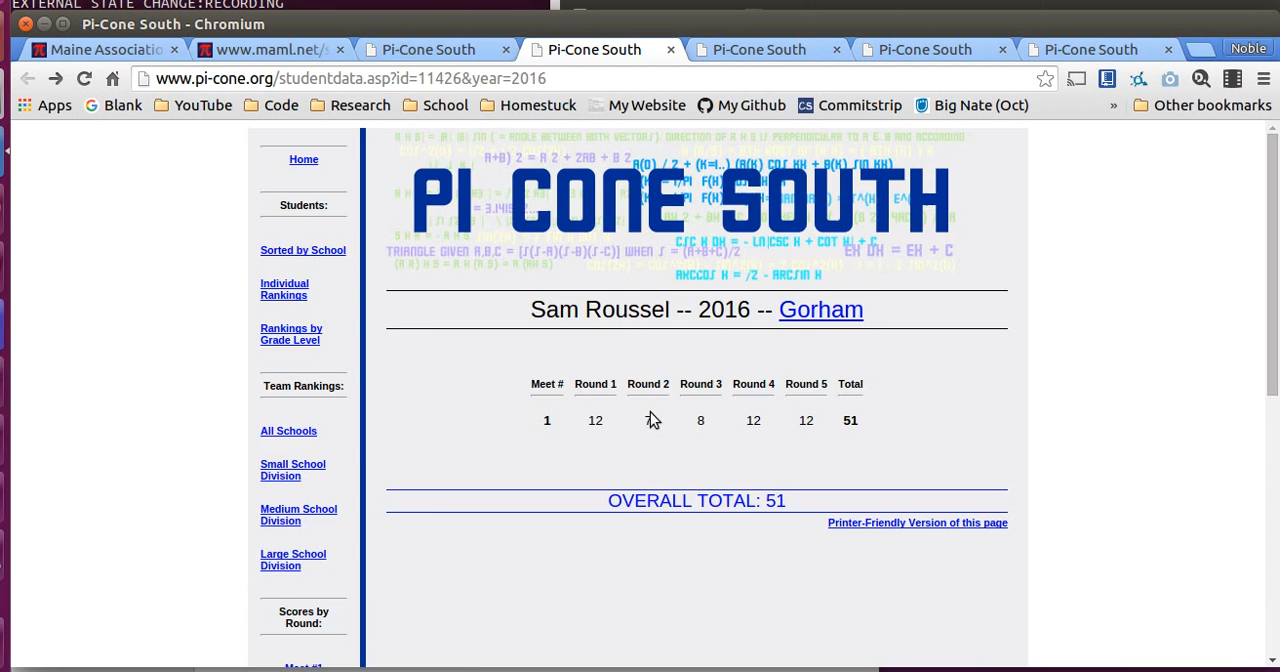 EXTERNAL STATE CHANGE:RECORDING
Pi-Cone South - Chromium
Maine Associatio
www.maml.net/s
Pi-Cone South
Pi-Cone South
Pi-Cone South
Pi-Cone South
Pi-Cone South
Noble
www.pi-cone.org/studentdata.asp?id=11426&year=2016
Apps Blank YouTube Code Research School Homestuck My Website My Github CS Commitstrip Big Nate (Oct) » Other bookmarks
Home
Students:
Sorted by School
Individual
Rankings
Rankings by
Grade Level
Team Rankings:
All Schools
Small School
Division
Medium School
Division
Large School
Division
Scores by
Round:
Meet #1
PI CONE SOUTH
Sam Roussel -- 2016 -- Gorham
Meet # Round 1 Round 2 Round 3 Round 4 Round 5 Total
1 12 7 8 12 12 51
OVERALL TOTAL: 51
Printer-Friendly Version of this page